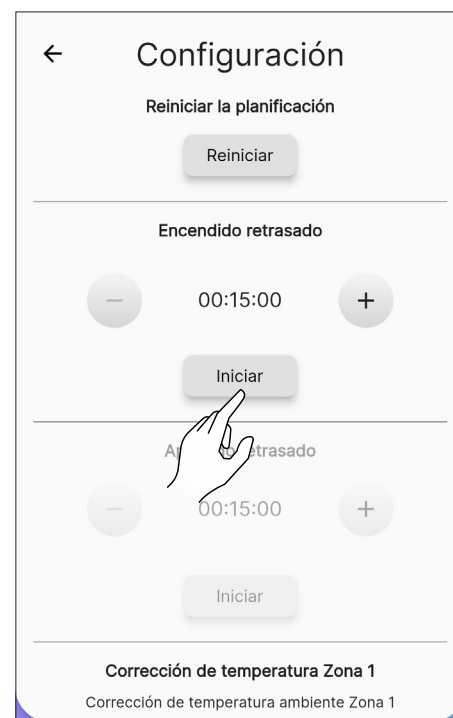 Configuración
Reiniciar la planificación
Reiniciar
Encendido retrasado
− 00:15:00 +
Iniciar
retrasado
− 00:15:00 +
Iniciar
Corrección de temperatura Zona 1
Corrección de temperatura ambiente Zona 1